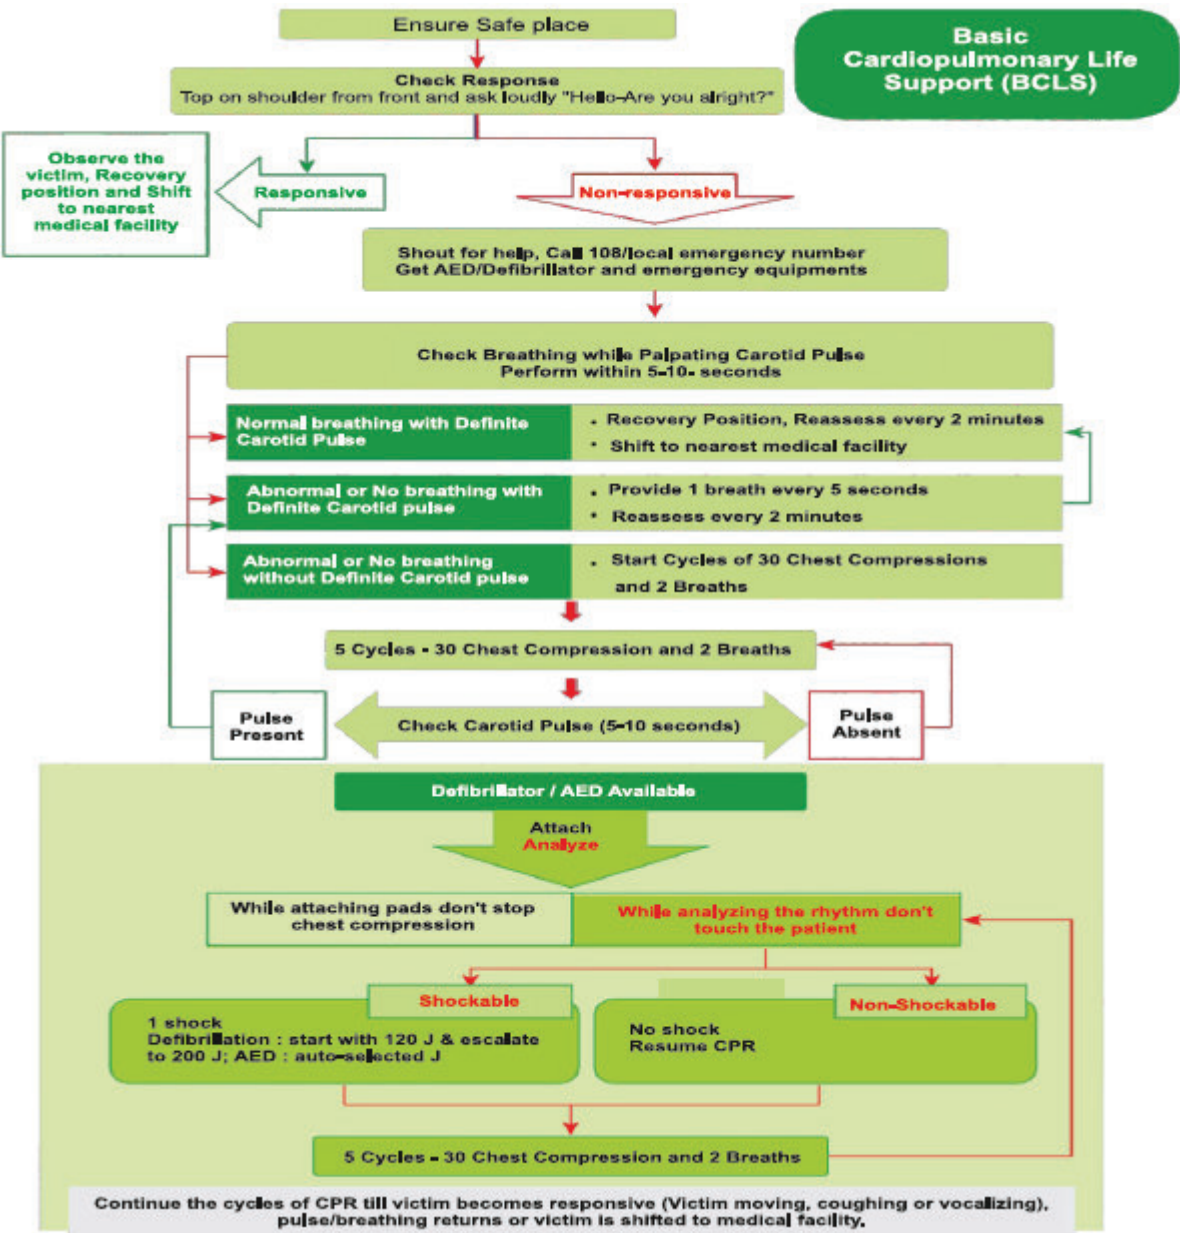 Basic
Cardiopulmonary Life
Support (BCLS)
Ensure Safe place
Check Response
Top on shoulder from front and ask loudly "Hello-Are you alright?"
Observe the
victim, Recovery
position and Shift
to nearest
medical facility
Responsive
Non-responsive
Shout for help, Call 108/local emergency number
Get AED/Defibrillator and emergency equipments
Check Breathing while Palpating Carotid Pulse
Perform within 5-10- seconds
Normal breathing with Definite
Carotid Pulse
• Recovery Position, Reassess every 2 minutes
• Shift to nearest medical facility
Abnormal or No breathing with
Definite Carotid pulse
• Provide 1 breath every 5 seconds
• Reassess every 2 minutes
Abnormal or No breathing
without Definite Carotid pulse
• Start Cycles of 30 Chest Compressions
and 2 Breaths
5 Cycles - 30 Chest Compression and 2 Breaths
Pulse
Present
Check Carotid Pulse (5-10 seconds)
Pulse
Absent
Defibrillator / AED Available
Attach
Analyze
While attaching pads don't stop
chest compression
While analyzing the rhythm don't
touch the patient
Shockable
1 shock
Defibrillation : start with 120 J & escalate
to 200 J; AED : auto-selected J
Non-Shockable
No shock
Resume CPR
5 Cycles - 30 Chest Compression and 2 Breaths
Continue the cycles of CPR till victim becomes responsive (Victim moving, coughing or vocalizing),
pulse/breathing returns or victim is shifted to medical facility.